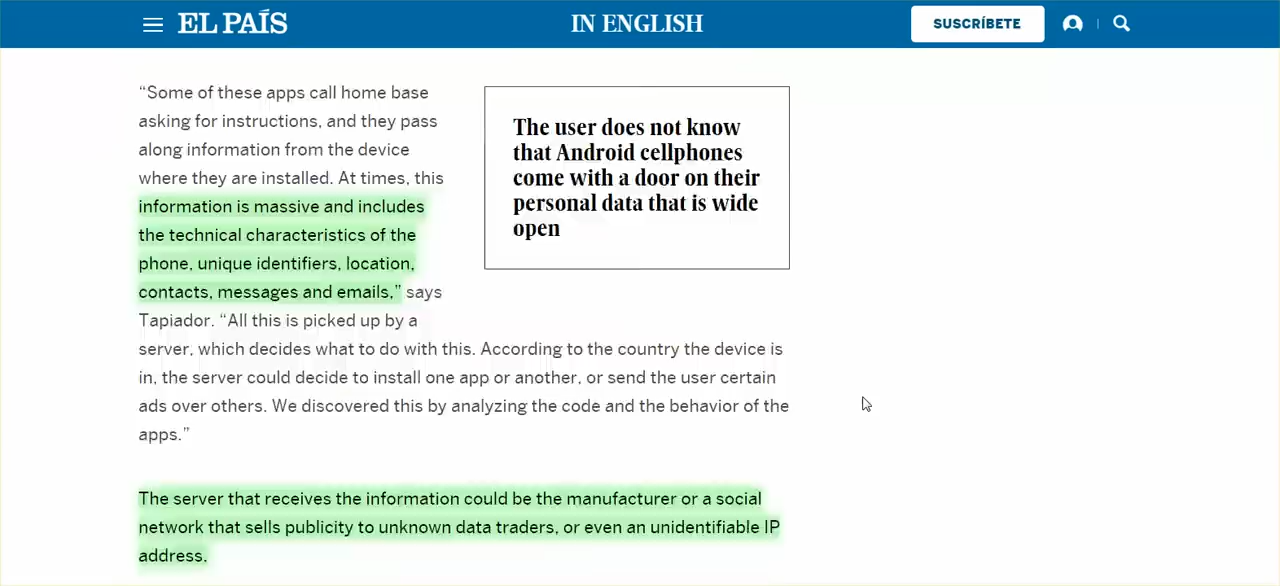 EL PAÍS
IN ENGLISH
SUSCRÍBETE
“Some of these apps call home base
asking for instructions, and they pass
along information from the device
where they are installed. At times, this
information is massive and includes
the technical characteristics of the
phone, unique identifiers, location,
contacts, messages and emails,” says
Tapiador. “All this is picked up by a
server, which decides what to do with this. According to the country the device is
in, the server could decide to install one app or another, or send the user certain
ads over others. We discovered this by analyzing the code and the behavior of the
apps.”
The user does not know
that Android cellphones
come with a door on their
personal data that is wide
open
The server that receives the information could be the manufacturer or a social
network that sells publicity to unknown data traders, or even an unidentifiable IP
address.